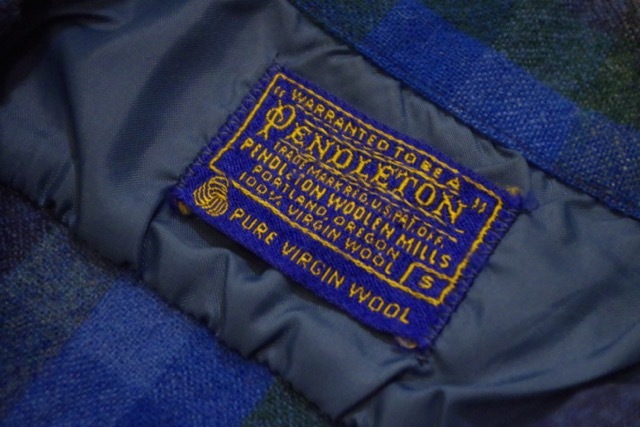 "WARRANTED TO BE A
PENDLETON"
TRADE MARK REG. U.S. PAT. OFF.
PENDLETON WOOLEN MILLS
PORTLAND, OREGON
100% VIRGIN WOOL
S
PURE VIRGIN WOOL